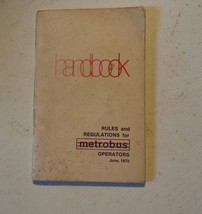 handbook
RULES and
REGULATIONS for
metrobus
OPERATORS
June, 1973